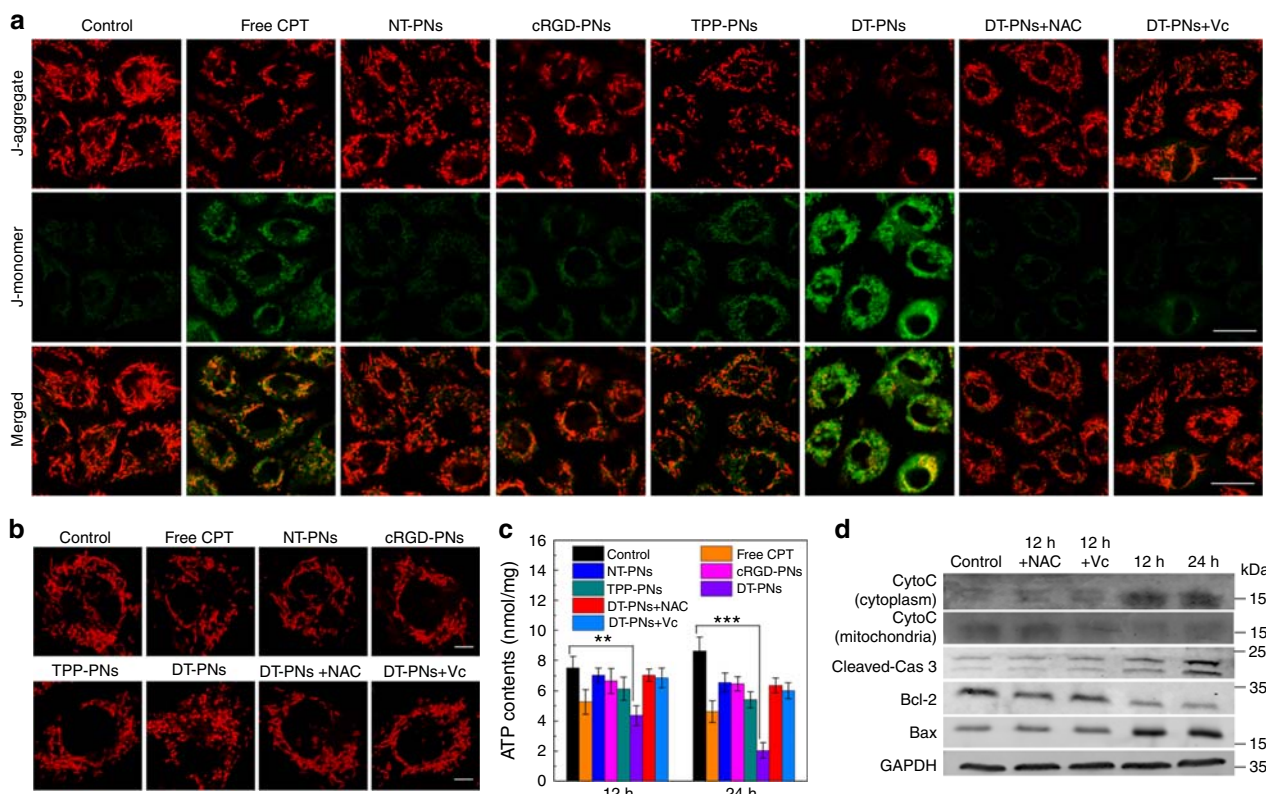 a
Control Free CPT NT-PNs cRGD-PNs TPP-PNs DT-PNs DT-PNs+NAC DT-PNs+Vc
J-aggregate
J-monomer
Merged
b
Control Free CPT NT-PNs cRGD-PNs
TPP-PNs DT-PNs DT-PNs +NAC DT-PNs+Vc
c
ATP contents (nmol/mg)
16
14
12
10
8
6
4
2
0
Control Free CPT
NT-PNs cRGD-PNs
TPP-PNs DT-PNs
DT-PNs+NAC
DT-PNs+Vc
** ***
12 h 24 h
d
Control 12 h +NAC 12 h +Vc 12 h 24 h kDa
CytoC
(cytoplasm) 15
CytoC
(mitochondria) 15
25
Cleaved-Cas 3
35
Bcl-2
Bax
15
GAPDH 35